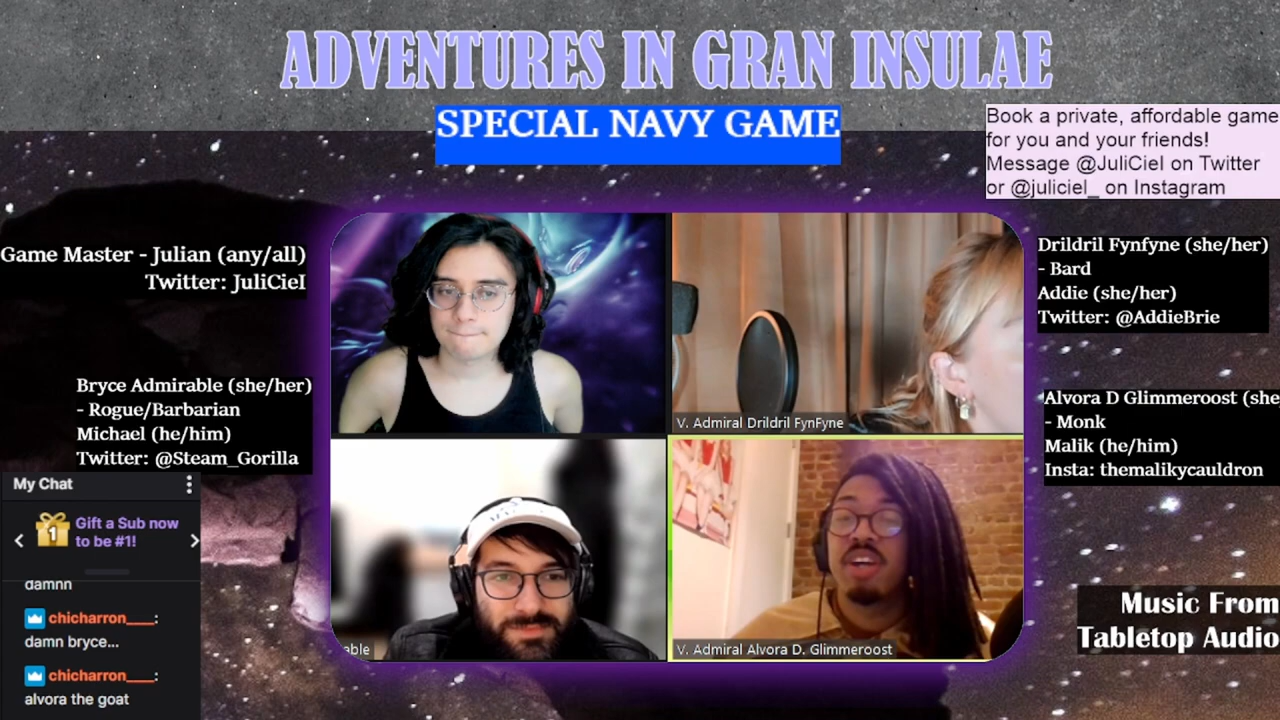 ADVENTURES IN GRAN INSULAE
SPECIAL NAVY GAME
Book a private, affordable game
for you and your friends!
Message @JuliCiel on Twitter
or @juliciel_ on Instagram
Game Master - Julian (any/all)
Twitter: JuliCiel
Bryce Admirable (she/her)
- Rogue/Barbarian
Michael (he/him)
Twitter: @Steam_Gorilla
Drildril Fynfyne (she/her)
- Bard
Addie (she/her)
Twitter: @AddieBrie
Alvora D Glimmeroost (she
- Monk
Malik (he/him)
Insta: themalikycauldron
V. Admiral Drildril FynFyne
able
V. Admiral Alvora D. Glimmeroost
My Chat
1
Gift a Sub now
to be #1!
damnn
chicharron____:
damn bryce...
chicharron____:
alvora the goat
Music From
Tabletop Audio